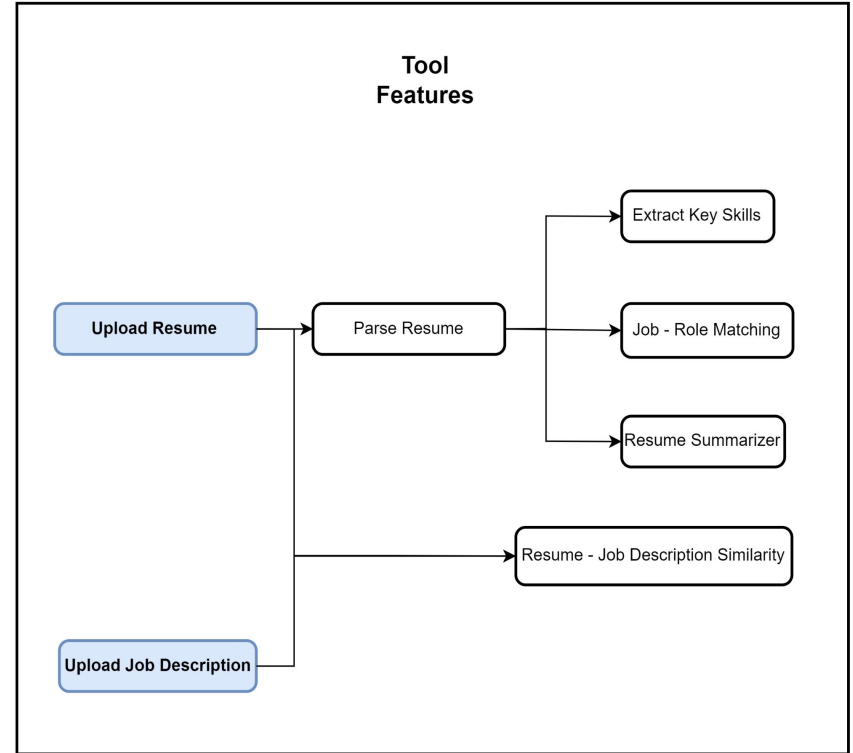 Tool
Features
Extract Key Skills
Upload Resume
Parse Resume
Job - Role Matching
Resume Summarizer
Resume - Job Description Similarity
Upload Job Description